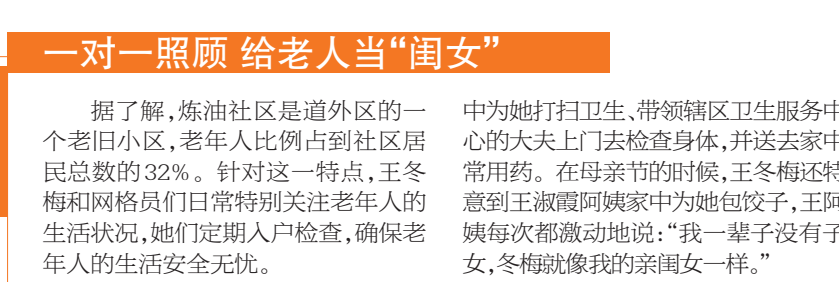 一对一照顾 给老人当“闺女”
据了解,炼油社区是道外区的一
个老旧小区,老年人比例占到社区居
民总数的32%。针对这一特点,王冬
梅和网格员们日常特别关注老年人的
生活状况,她们定期入户检查,确保老
年人的生活安全无忧。
中为她打扫卫生、带领辖区卫生服务中
心的大夫上门去检查身体,并送去家中
常用药。在母亲节的时候,王冬梅还特
意到王淑霞阿姨家中为她包饺子,王阿
姨每次都激动地说:“我一辈子没有子
女,冬梅就像我的亲闺女一样。”